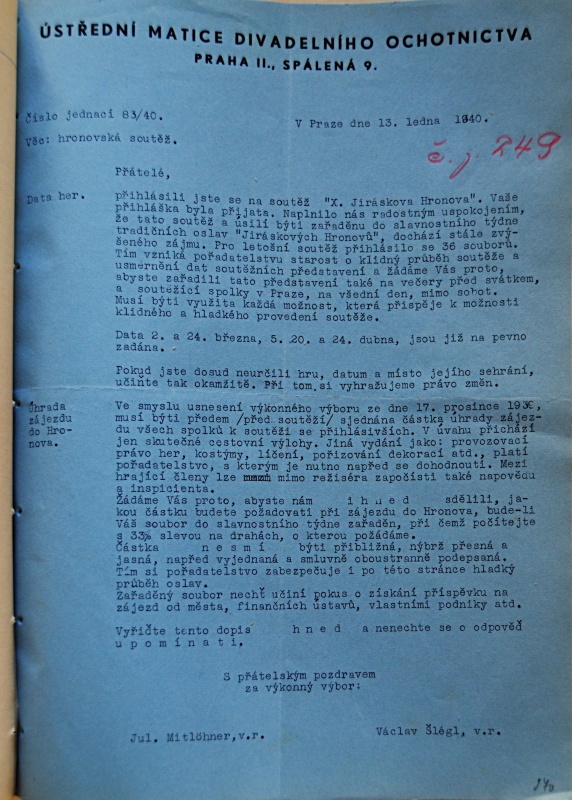 ÚSTŘEDNÍ MATICE DIVADELNÍHO OCHOTNICTVA
PRAHA II., SPÁLENÁ 9.
Číslo jednací 83/40.
V Praze dne 13. ledna 1940.
Věc: hronovská soutěž.
č. j. 249
Přátelé,
Data her.
přihlásili jste se na soutěž "X. Jiráskova Hronova". Vaše
přihláška byla přijata. Naplnilo nás radostným uspokojením,
že tato soutěž a úsilí býti zařaděnu do slavnostního týdne
tradičních oslav "Jiráskových Hronovů", dochází stále zvý-
šeného zájmu. Pro letošní soutěž přihlásilo se 36 souborů.
Tím vzniká pořadatelstvu starost o klidný průběh soutěže a
usměrnění dat soutěžních představení a žádáme Vás proto,
abyste zařadili tato představení také na večery před svátkem,
a soutěžící spolky v Praze, na všední den, mimo sobot.
Musí býti využita každá možnost, která přispěje k možnosti
klidného a hladkého provedení soutěže.
Data 2. a 24. března, 5. 20. a 24. dubna, jsou již na pevno
zadána.
Pokud jste dosud neurčili hru, datum a místo jejího sehrání,
učiňte tak okamžitě. Při tom si vyhražujeme právo změn.
Úhrada
zájezdu
do Hro-
nova.
Ve smyslu usnesení výkonného výboru ze dne 17. prosince
musí býti předem /před soutěží/ sjednána částka úhrady zájez-
du všech spolků k soutěži se přihlásivších. V úvahu přichází
jen skutečné cestovní výlohy. Jiná vydání jako: provozovací
právo her, kostýmy, líčení, pořizování dekorací atd., platí
pořadatelstvo, s kterým je nutno napřed se dohodnouti. Mezi
hrající členy lze mimo režiséra započísti také nápovědu
a inspicienta.
Žádáme Vás proto, abyste nám i h n e d sdělili, ja-
kou částku budete požadovati při zájezdu do Hronova, bude-li
Váš soubor do slavnostního týdne zařaděn, při čemž počítejte
s 33% slevou na drahách, o kterou požádáme.
Částka n e s m í býti přibližná, nýbrž přesná a
jasná, napřed vyjednaná a smluvně oboustranně podepsaná.
Tím si pořadatelstvo zabezpečuje i po této stránce hladký
průběh oslav.
Zařaděný soubor nechť učiní pokus o získání příspěvku na
zájezd od města, finančních ústavů, vlastními podniky atd.
Vyřiďte tento dopis h n e d a nenechte se o odpověď
u p o m í n a t i.
S přátelským pozdravem
za výkonný výbor:
Jul. Mitlöhner,v.r.
Václav Šlégl, v.r.